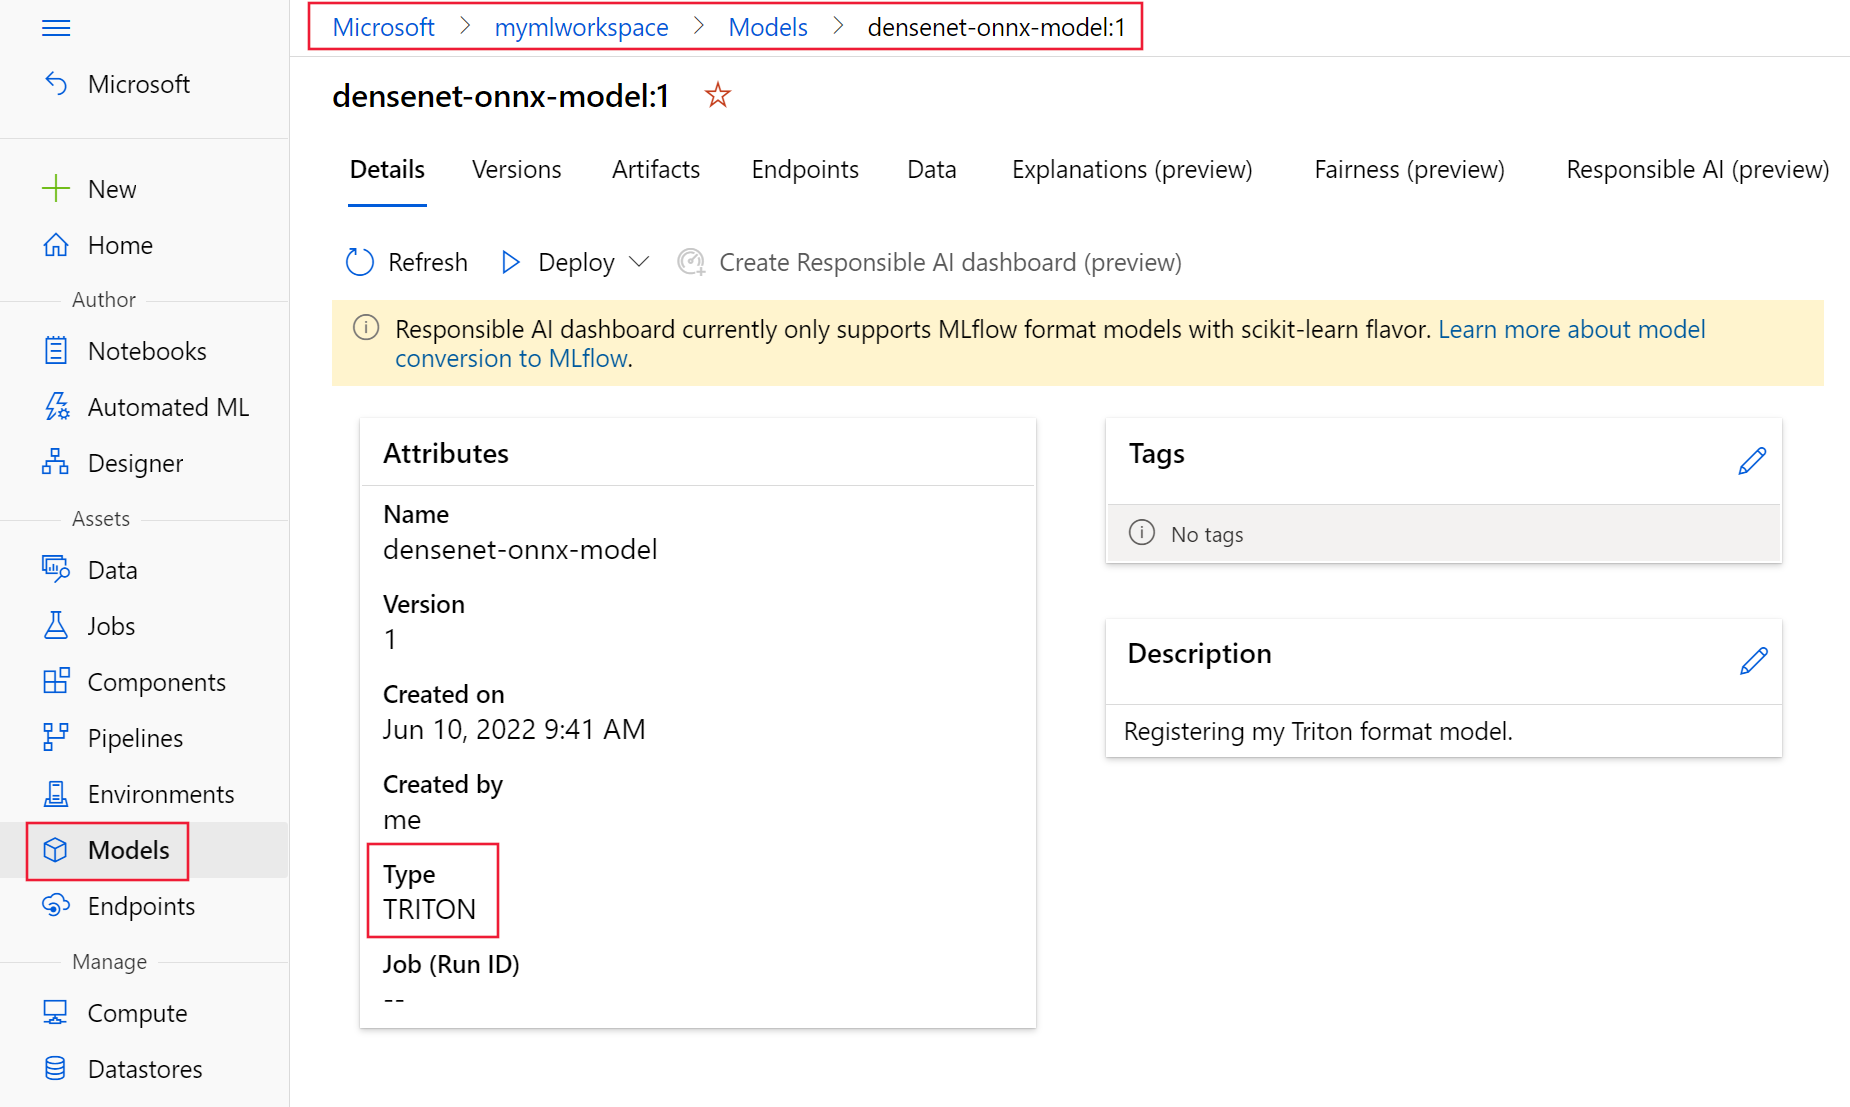 Microsoft > mymlworkspace > Models > densenet-onnx-model:1
Microsoft
New
Home
Author
Notebooks
Automated ML
Designer
Assets
Data
Jobs
Components
Pipelines
Environments
Models
Endpoints
Manage
Compute
Datastores
densenet-onnx-model:1
Details Versions Artifacts Endpoints Data Explanations (preview) Fairness (preview) Responsible AI (preview)
Refresh Deploy Create Responsible AI dashboard (preview)
Responsible AI dashboard currently only supports MLflow format models with scikit-learn flavor. Learn more about model
conversion to MLflow.
Attributes
Name
densenet-onnx-model
Version
1
Created on
Jun 10, 2022 9:41 AM
Created by
me
Type
TRITON
Job (Run ID)
--
Tags
No tags
Description
Registering my Triton format model.